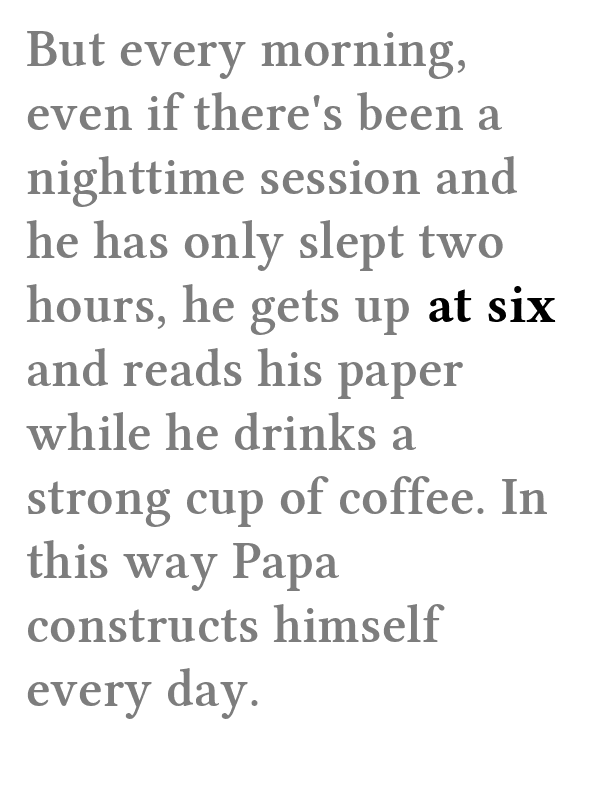 But every morning,
even if there's been a
nighttime session and
he has only slept two
hours, he gets up at six
and reads his paper
while he drinks a
strong cup of coffee. In
this way Papa
constructs himself
every day.